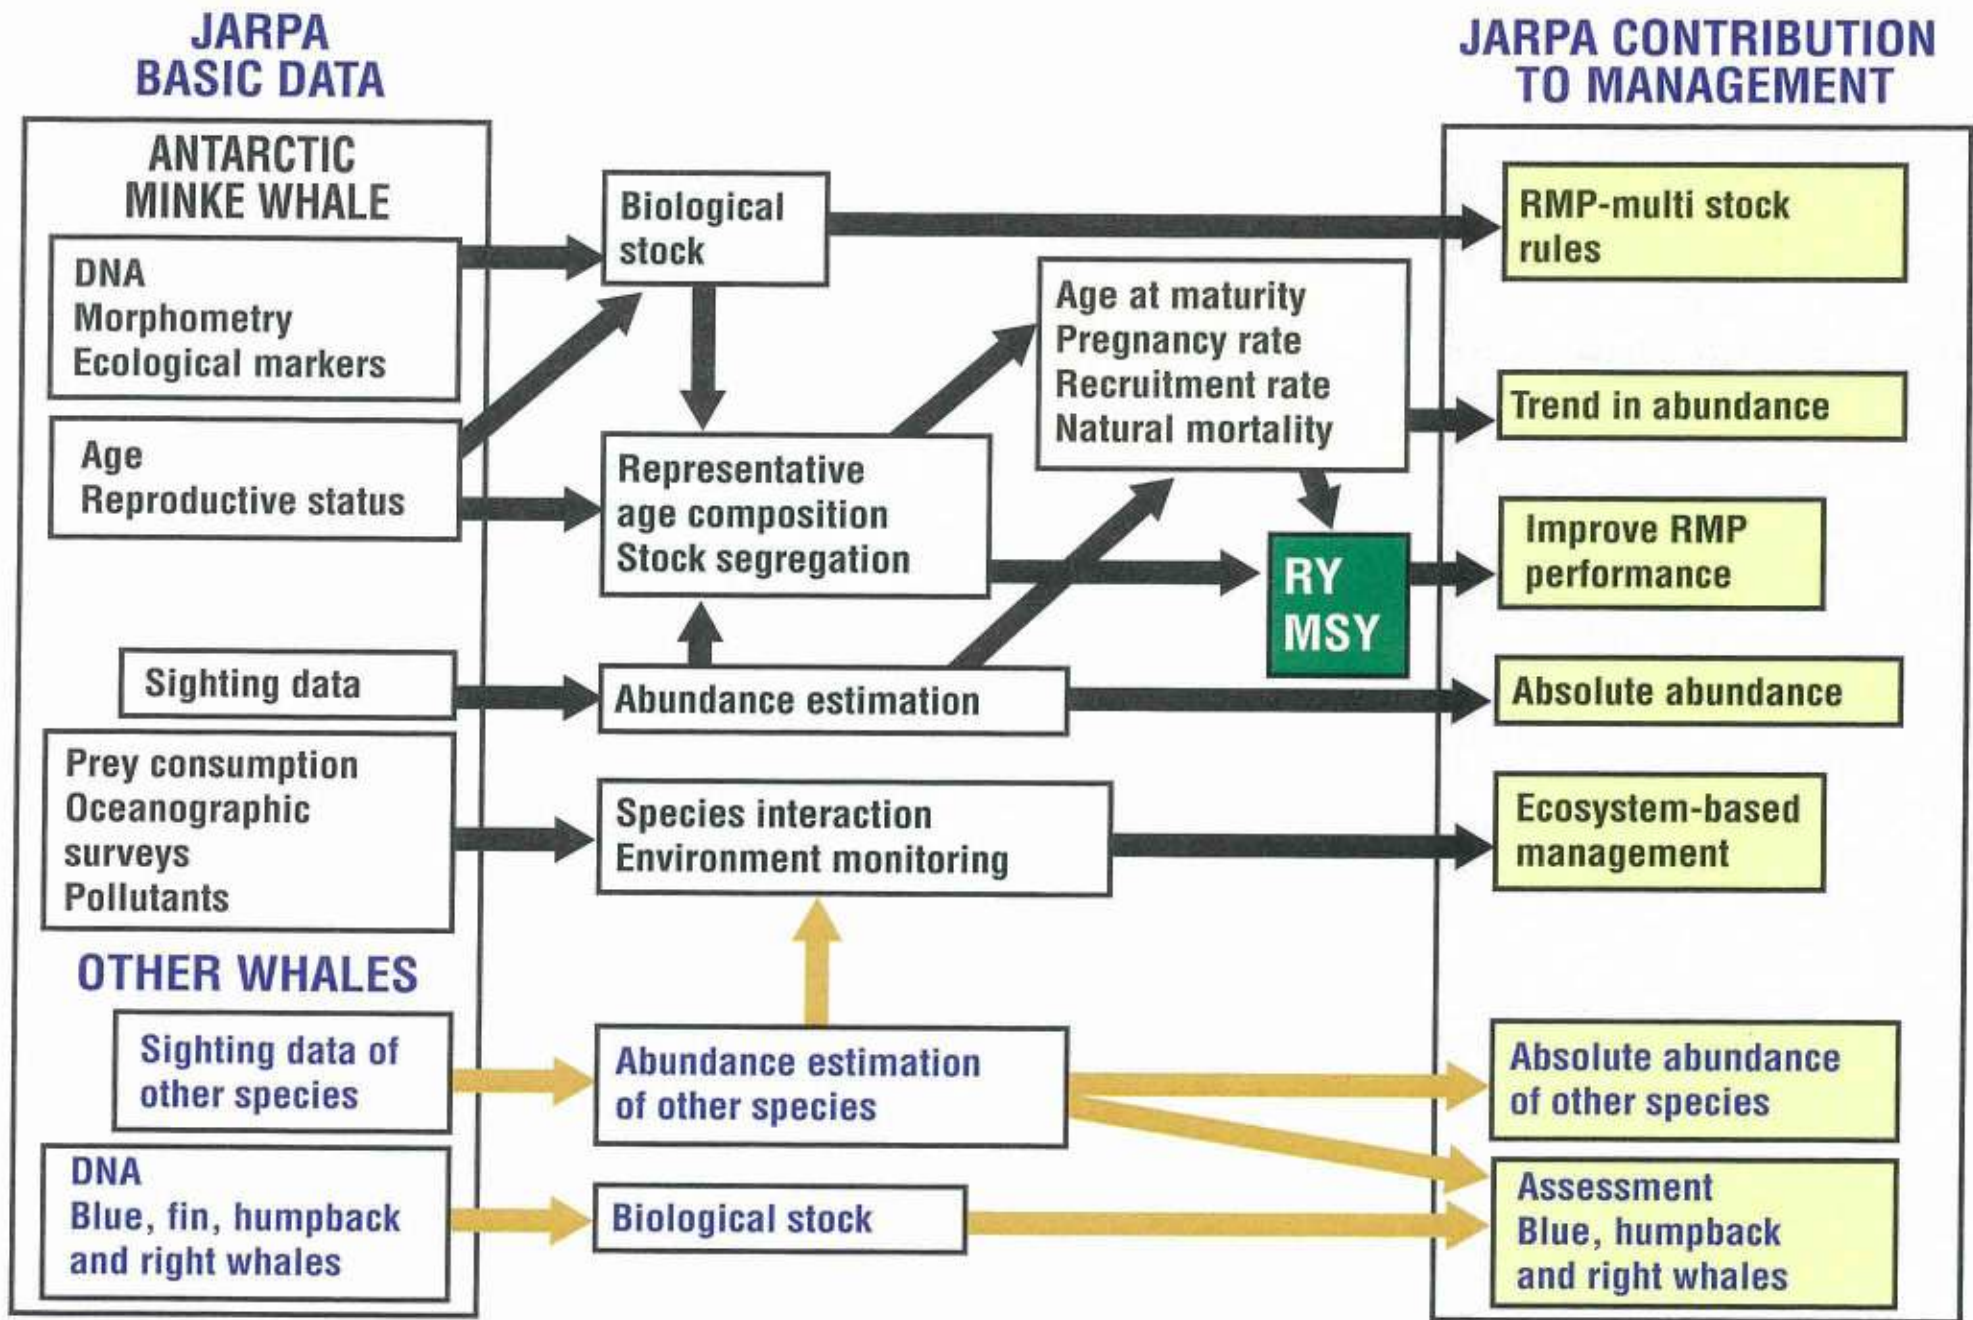 JARPA
BASIC DATA
JARPA CONTRIBUTION
TO MANAGEMENT
ANTARCTIC
MINKE WHALE
DNA
Morphometry
Ecological markers
Age
Reproductive status
Sighting data
Prey consumption
Oceanographic
surveys
Pollutants
OTHER WHALES
Sighting data of
other species
DNA
Blue, fin, humpback
and right whales
Biological
stock
Representative
age composition
Stock segregation
Abundance estimation
Species interaction
Environment monitoring
Abundance estimation
of other species
Biological stock
Age at maturity
Pregnancy rate
Recruitment rate
Natural mortality
RY
MSY
RMP-multi stock
rules
Trend in abundance
Improve RMP
performance
Absolute abundance
Ecosystem-based
management
Absolute abundance
of other species
Assessment
Blue, humpback
and right whales